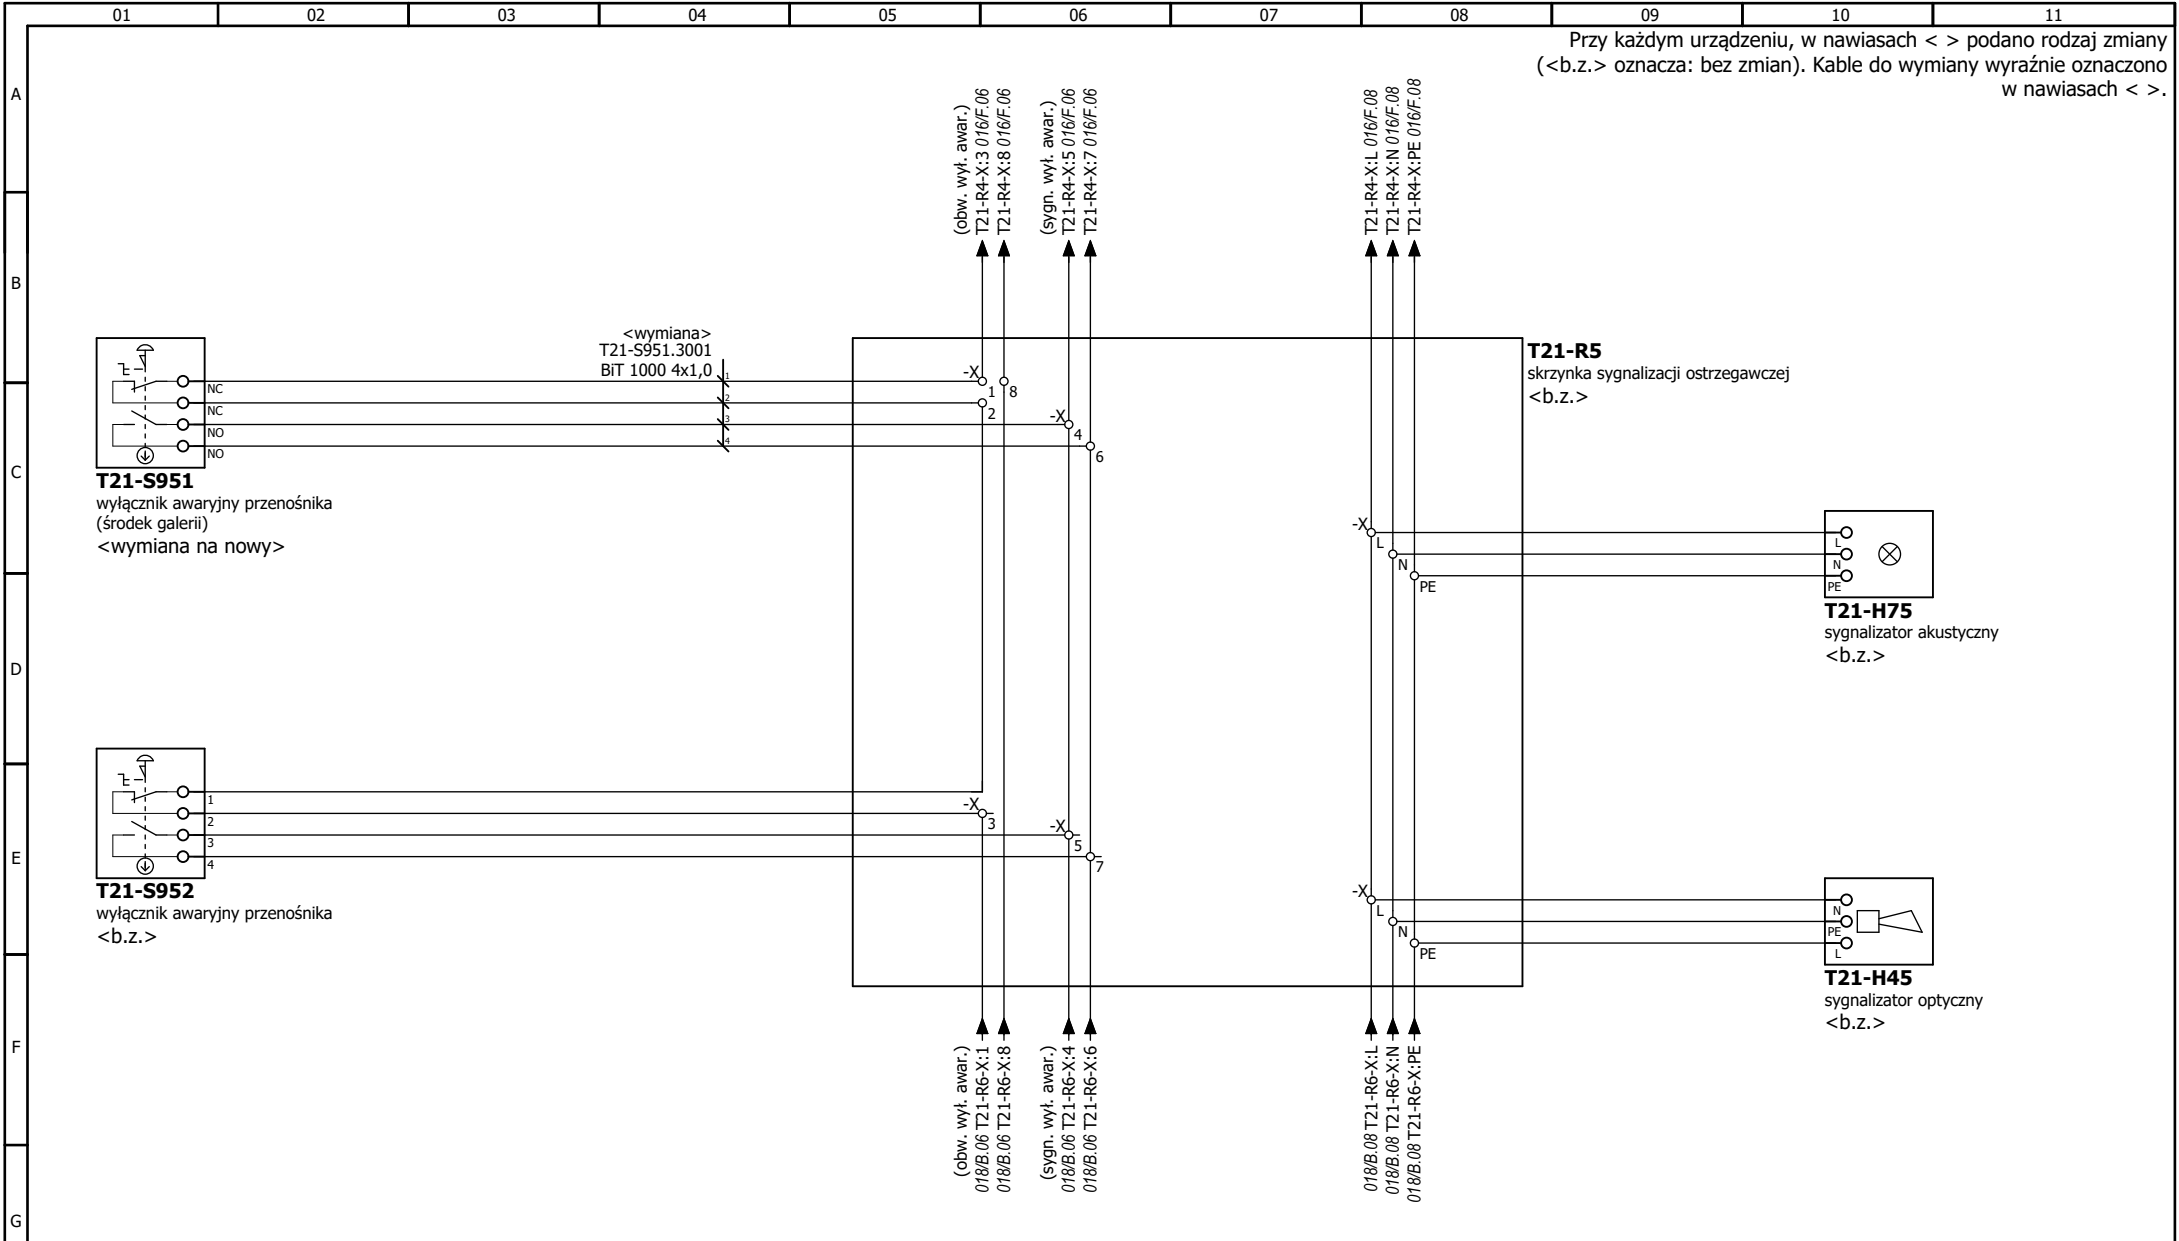 01 02 03 04 05 06 07 08 09 10 11
Przy każdym urządzeniu, w nawiasach < > podano rodzaj zmiany
(<b.z.> oznacza: bez zmian). Kable do wymiany wyraźnie oznaczono
w nawiasach < >.
A
B
C
D
E
F
G
(obw. wył. awar.)
T21-R4-X:3 016/F.06
T21-R4-X:8 016/F.06
(sygn. wył. awar.)
T21-R4-X:5 016/F.06
T21-R4-X:7 016/F.06
T21-R4-X:L 016/F.08
T21-R4-X:N 016/F.08
T21-R4-X:PE 016/F.08
<wymiana>
T21-S951.3001
BiT 1000 4x1,0
1
2
3
4
NC
NC
NO
NO
T21-S951
wyłącznik awaryjny przenośnika
(środek galerii)
<wymiana na nowy>
-X
1
8
2
-X
4
6
T21-R5
skrzynka sygnalizacji ostrzegawczej
<b.z.>
-X
L
N
PE
L
N
PE
T21-H75
sygnalizator akustyczny
<b.z.>
1
2
3
4
T21-S952
wyłącznik awaryjny przenośnika
<b.z.>
-X
3
-X
5
7
-X
L
N
PE
N
PE
L
T21-H45
sygnalizator optyczny
<b.z.>
(obw. wył. awar.)
018/B.06 T21-R6-X:1
018/B.06 T21-R6-X:8
(sygn. wył. awar.)
018/B.06 T21-R6-X:4
018/B.06 T21-R6-X:6
018/B.08 T21-R6-X:L
018/B.08 T21-R6-X:N
018/B.08 T21-R6-X:PE